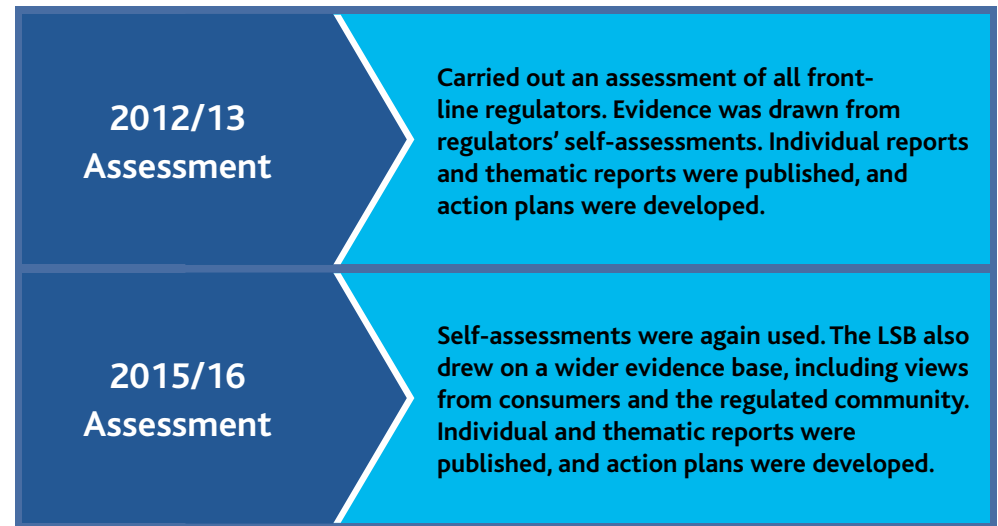 2012/13
Assessment
Carried out an assessment of all front-
line regulators. Evidence was drawn from
regulators’ self-assessments. Individual reports
and thematic reports were published, and
action plans were developed.
2015/16
Assessment
Self-assessments were again used. The LSB also
drew on a wider evidence base, including views
from consumers and the regulated community.
Individual and thematic reports were
published, and action plans were developed.